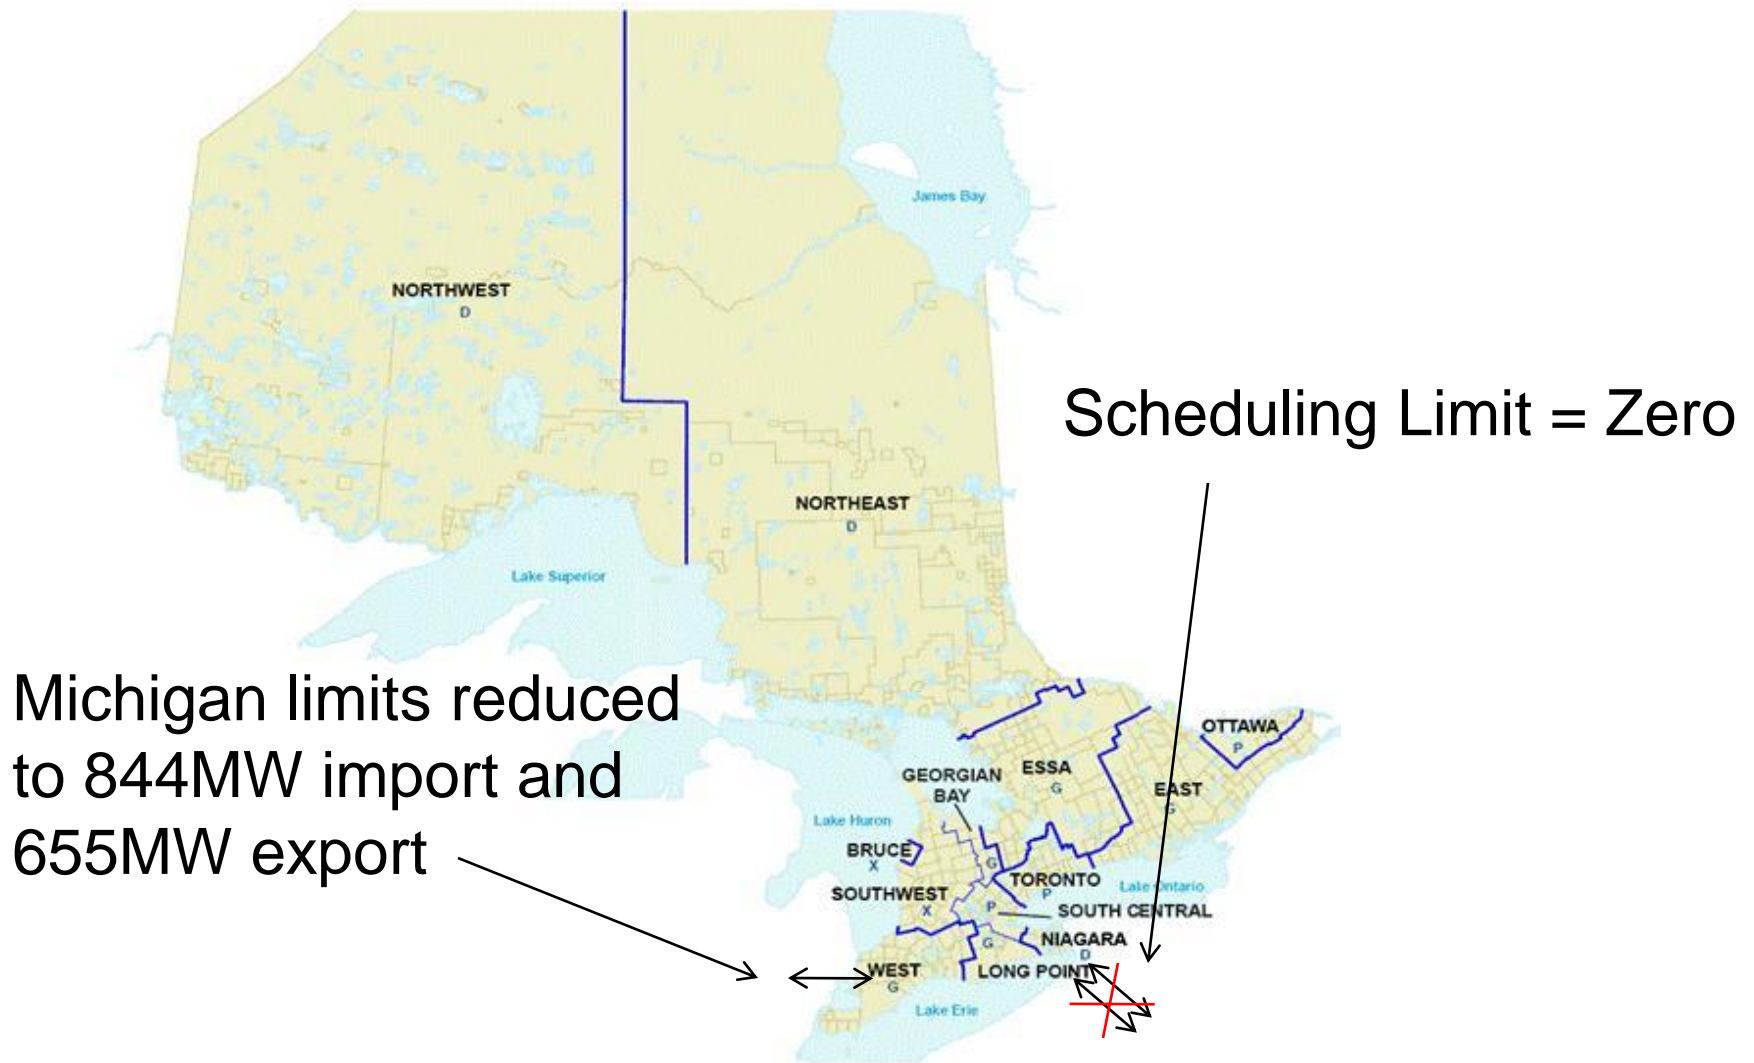 James Bay
NORTHWEST
D
Scheduling Limit = Zero
NORTHEAST
D
Lake Superior
Michigan limits reduced
to 844MW import and
655MW export
OTTAWA
P
ESSA
G
GEORGIAN
BAY
EAST
G
Lake Huron
BRUCE
X
G
TORONTO
P
Lake Ontario
SOUTHWEST
X
P
SOUTH CENTRAL
G
NIAGARA
D
WEST
G
LONG POINT
Lake Erie